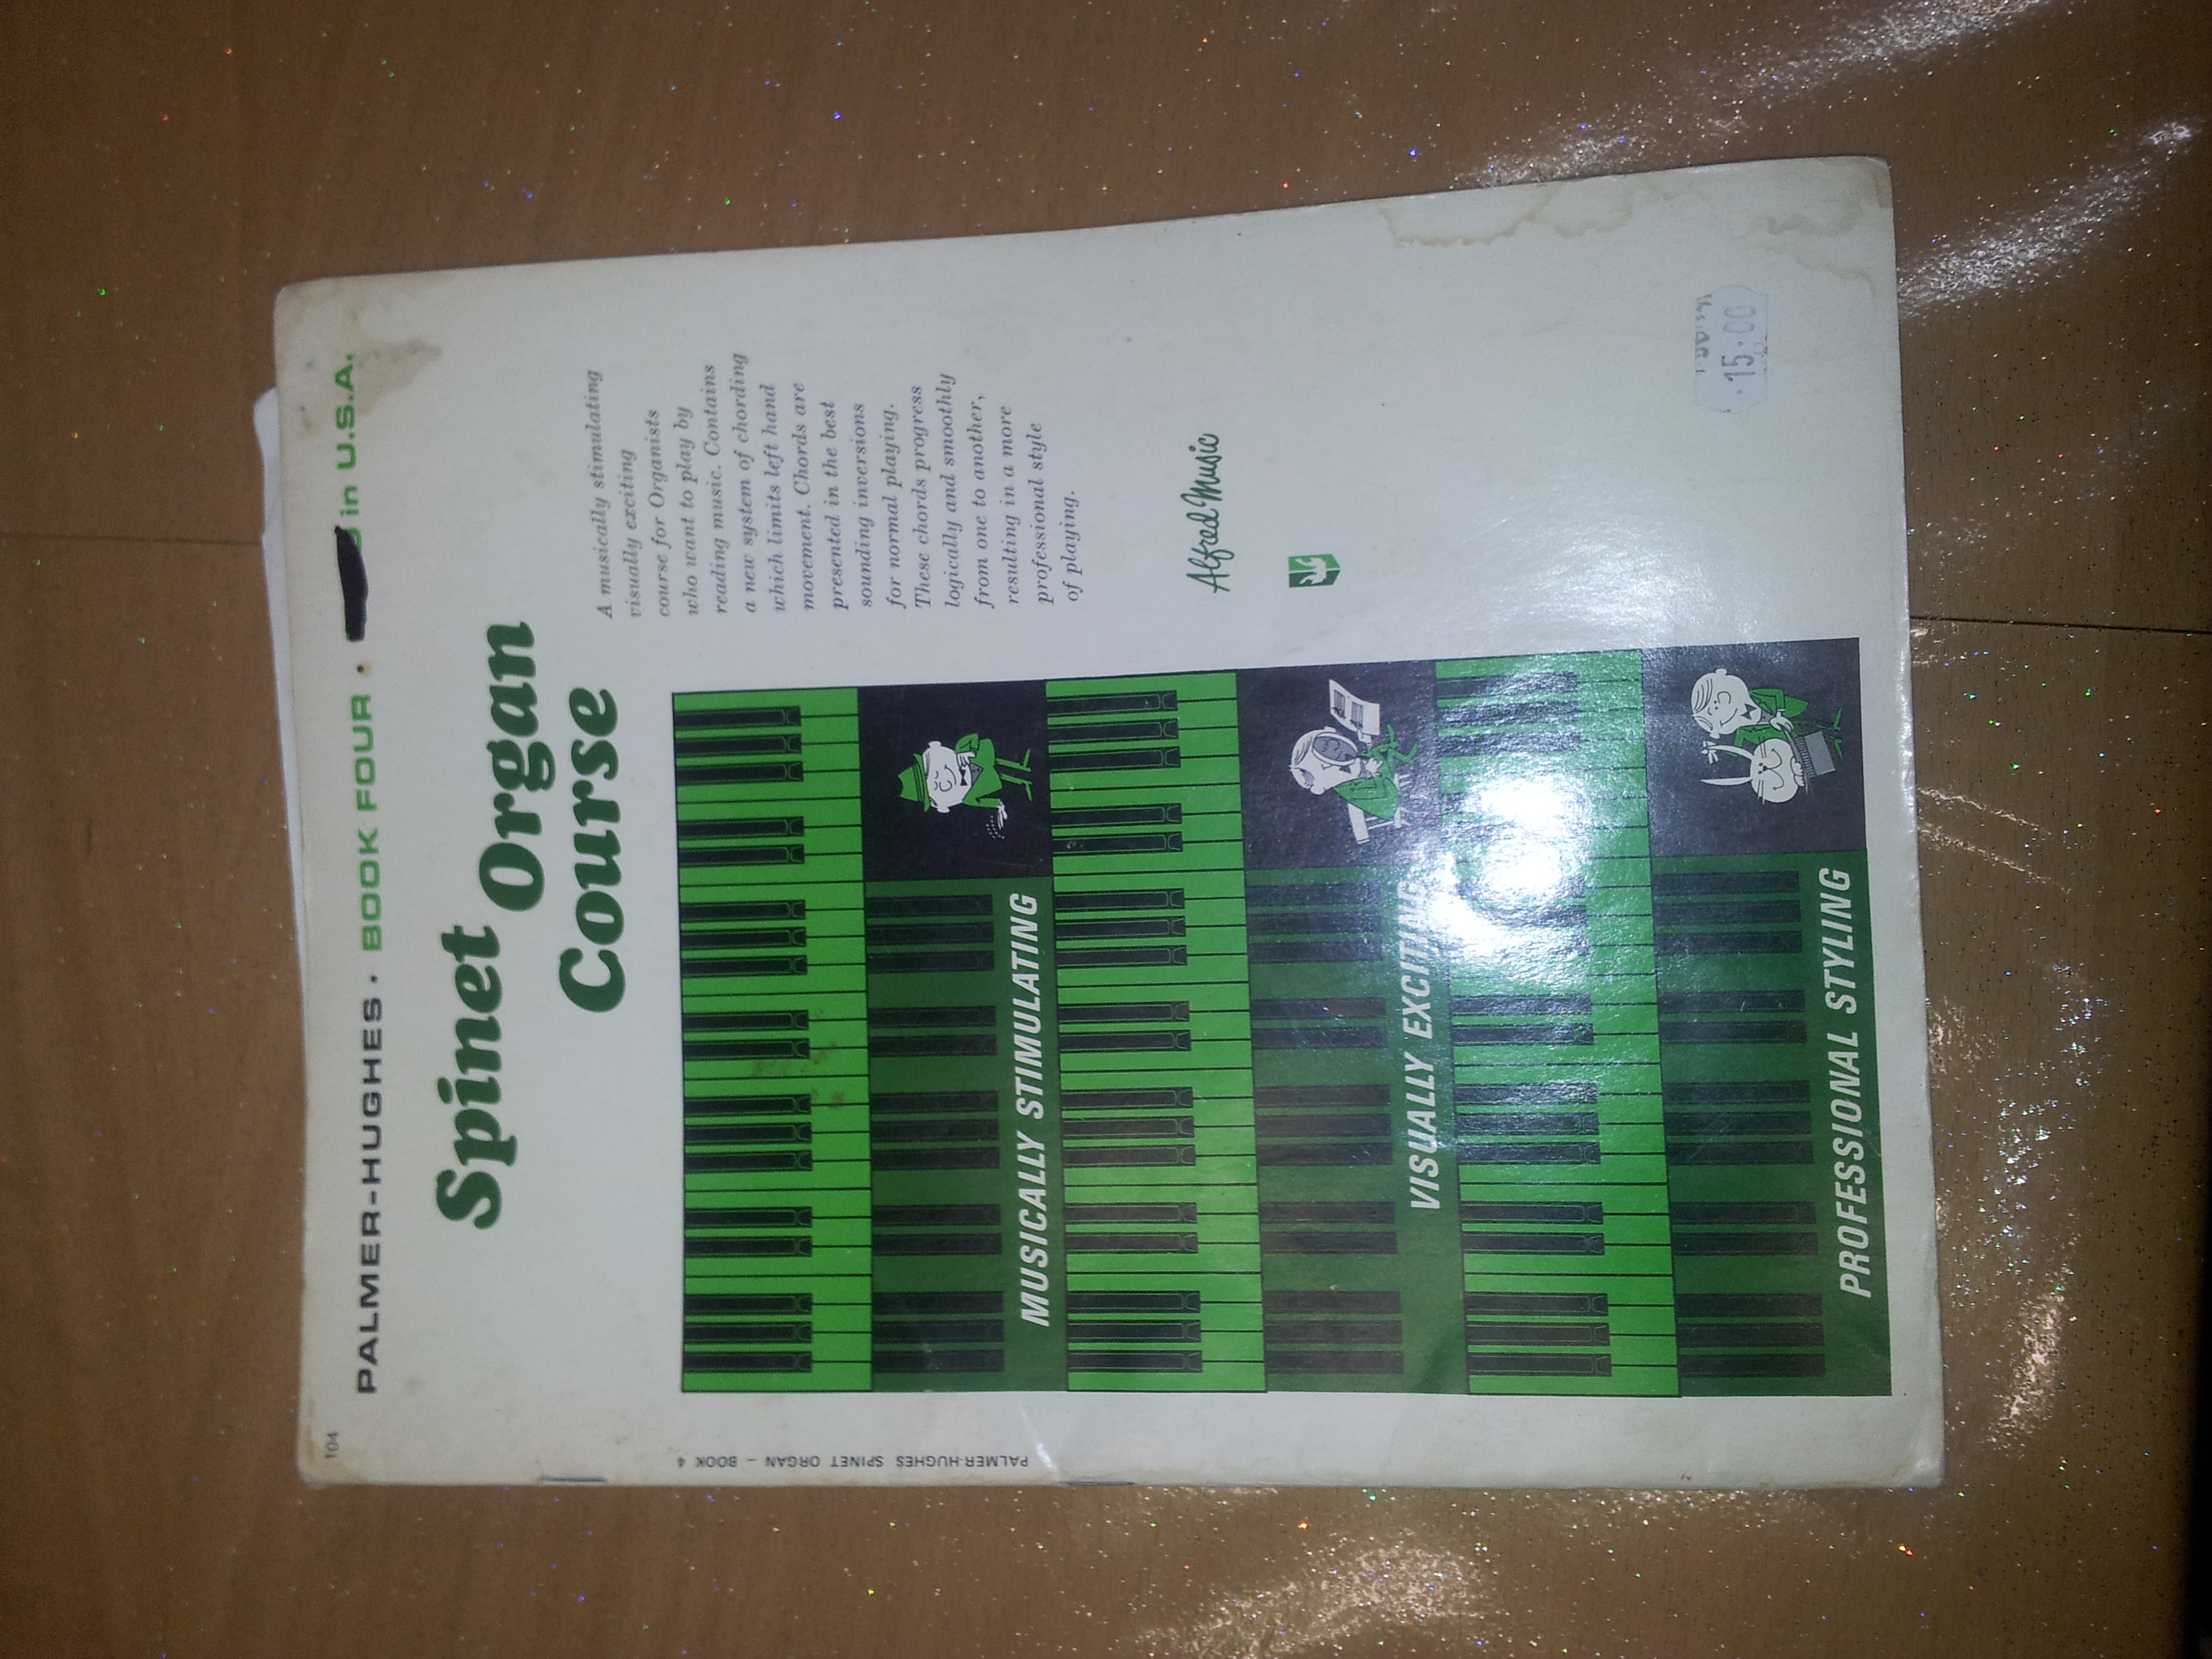 104
PALMER-HUGHES • BOOK FOUR • in U.S.A.
Spinet Organ
Course
A musically stimulating
visually exciting
course for Organists
who want to play by
reading music. Contains
a new system of chording
which limits left hand
movement. Chords are
presented in the best
sounding inversions
for normal playing.
These chords progress
logically and smoothly
from one to another,
resulting in a more
professional style
of playing.
Alfred Music
MUSICALLY STIMULATING
VISUALLY EXCITING
PROFESSIONAL STYLING
15.00
PALMER-HUGHES SPINET ORGAN – BOOK 4